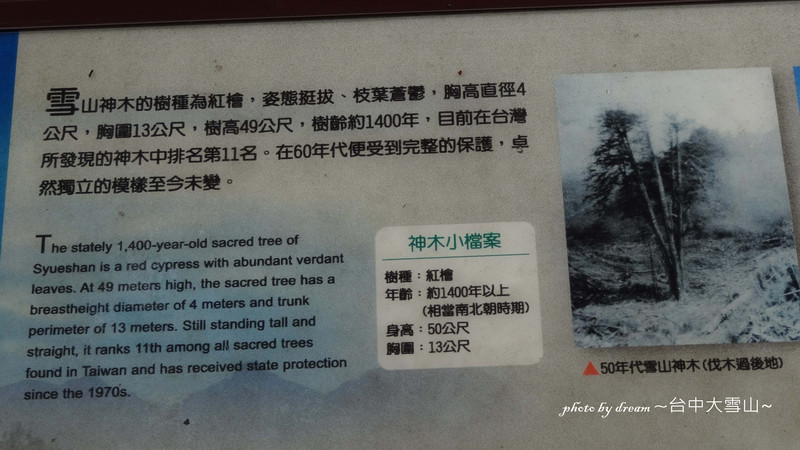 雪山神木的樹種為紅檜，姿態挺拔、枝葉蒼鬱，胸高直徑4
公尺，胸圍13公尺，樹高49公尺，樹齡約1400年，目前在台灣
所發現的神木中排名第11名。在60年代便受到完整的保護，卓
然獨立的模樣至今未變。
The stately 1,400-year-old sacred tree of
Syueshan is a red cypress with abundant verdant
leaves. At 49 meters high, the sacred tree has a
breastheight diameter of 4 meters and trunk
perimeter of 13 meters. Still standing tall and
straight, it ranks 11th among all sacred trees
found in Taiwan and has received state protection
since the 1970s.
神木小檔案
樹種：紅檜
年齡：約1400年以上
(相當南北朝時期)
身高：50公尺
胸圍：13公尺
▲50年代雪山神木(伐木過後地)
photo by dream～台中大雪山~